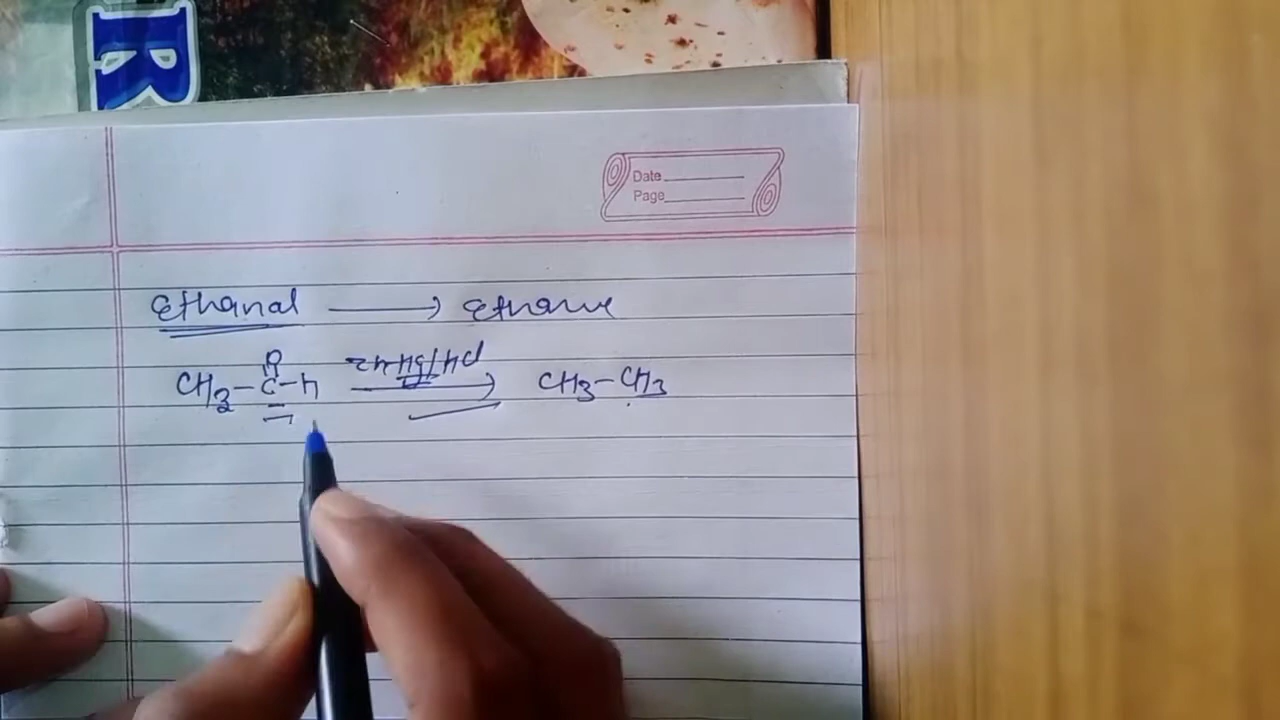 R
Date
Page
Ethanal ⟶ Ethane
O
Zn-Hg/HCl
CH3-C-H ⟶ CH3-CH3